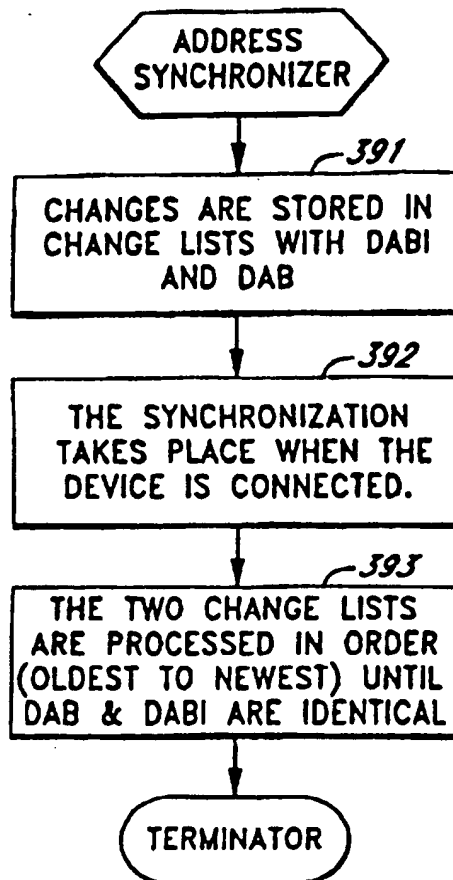 ADDRESS
SYNCHRONIZER
391
CHANGES ARE STORED IN
CHANGE LISTS WITH DABI
AND DAB
392
THE SYNCHRONIZATION
TAKES PLACE WHEN THE
DEVICE IS CONNECTED.
393
THE TWO CHANGE LISTS
ARE PROCESSED IN ORDER
(OLDEST TO NEWEST) UNTIL
DAB & DABI ARE IDENTICAL
TERMINATOR